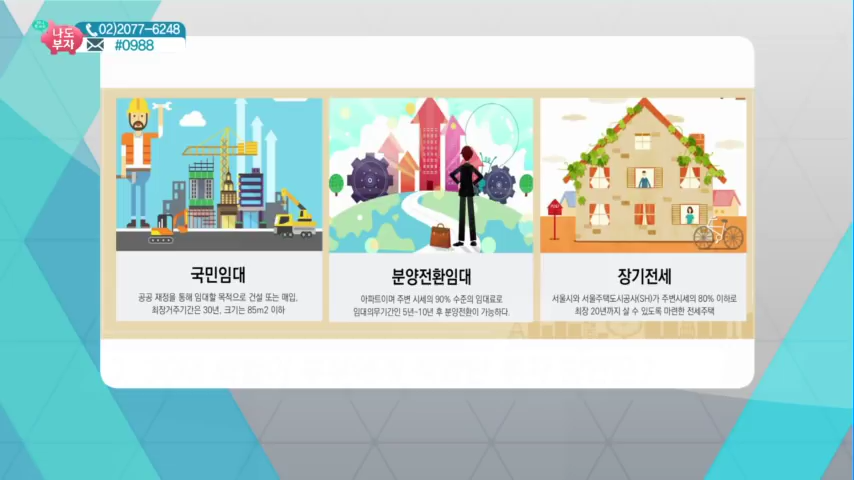 나도
부자
02)2077-6248
#0988
국민임대
공공 재정을 통해 임대할 목적으로 건설 또는 매입.
최장거주기간은 30년, 크기는 85m2 이하
분양전환임대
아파트이며 주변 시세의 90% 수준의 임대료로
임대의무기간인 5년~10년 후 분양전환이 가능하다.
장기전세
서울시와 서울주택도시공사(SH)가 주변시세의 80% 이하로
최장 20년까지 살 수 있도록 마련한 전세주택